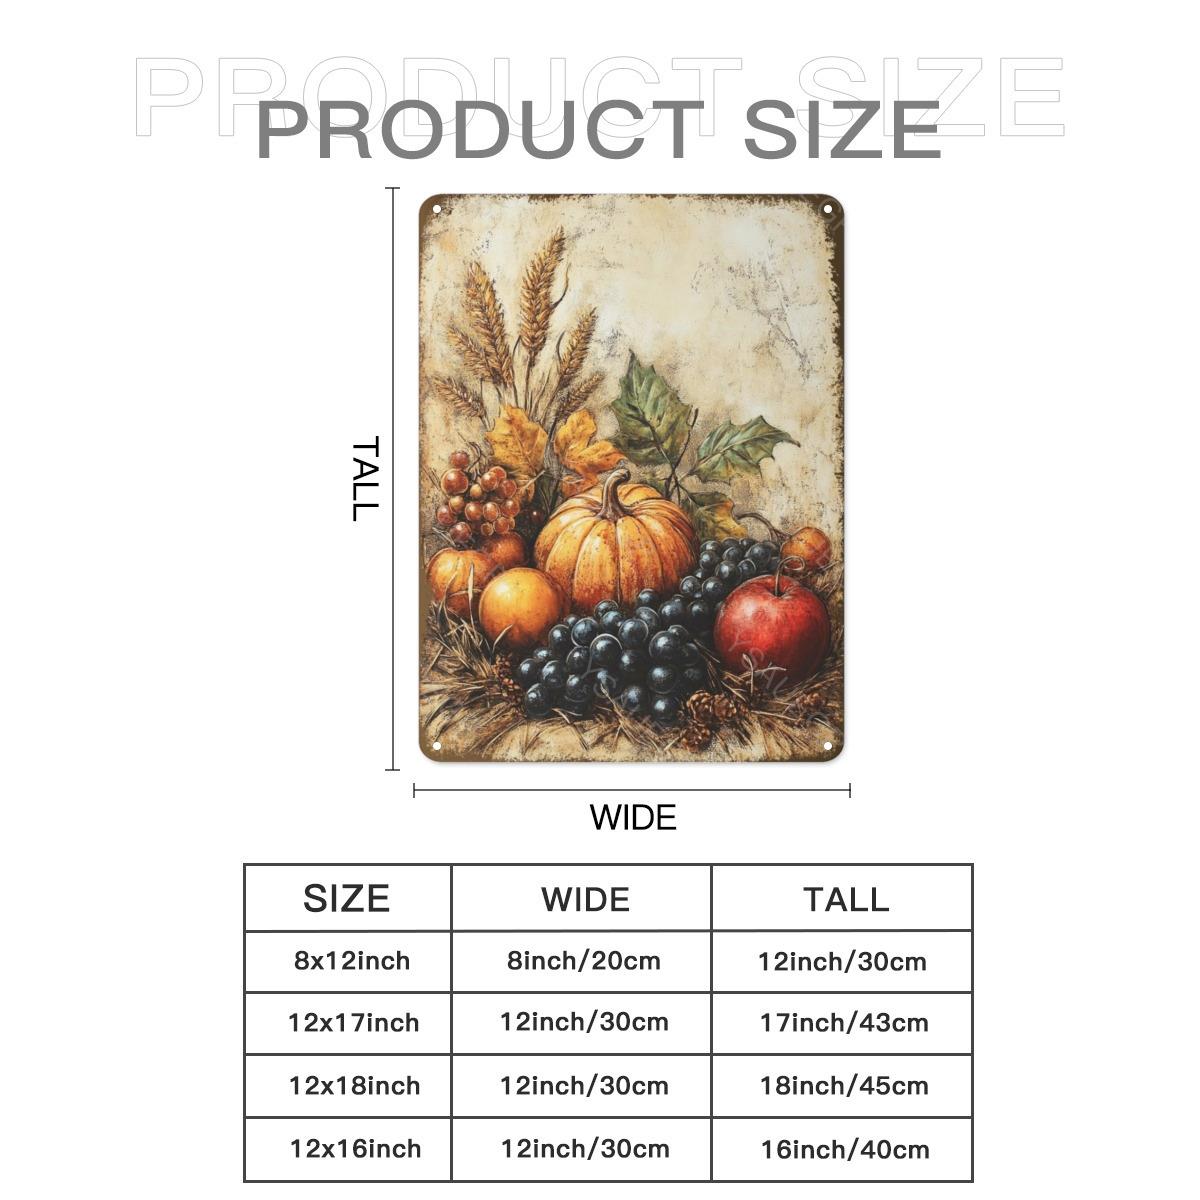 PRODUCT SIZE
PRODUCT SIZE
TALL
WIDE
SIZE WIDE TALL
8x12inch 8inch/20cm 12inch/30cm
12x17inch 12inch/30cm 17inch/43cm
12x18inch 12inch/30cm 18inch/45cm
12x16inch 12inch/30cm 16inch/40cm